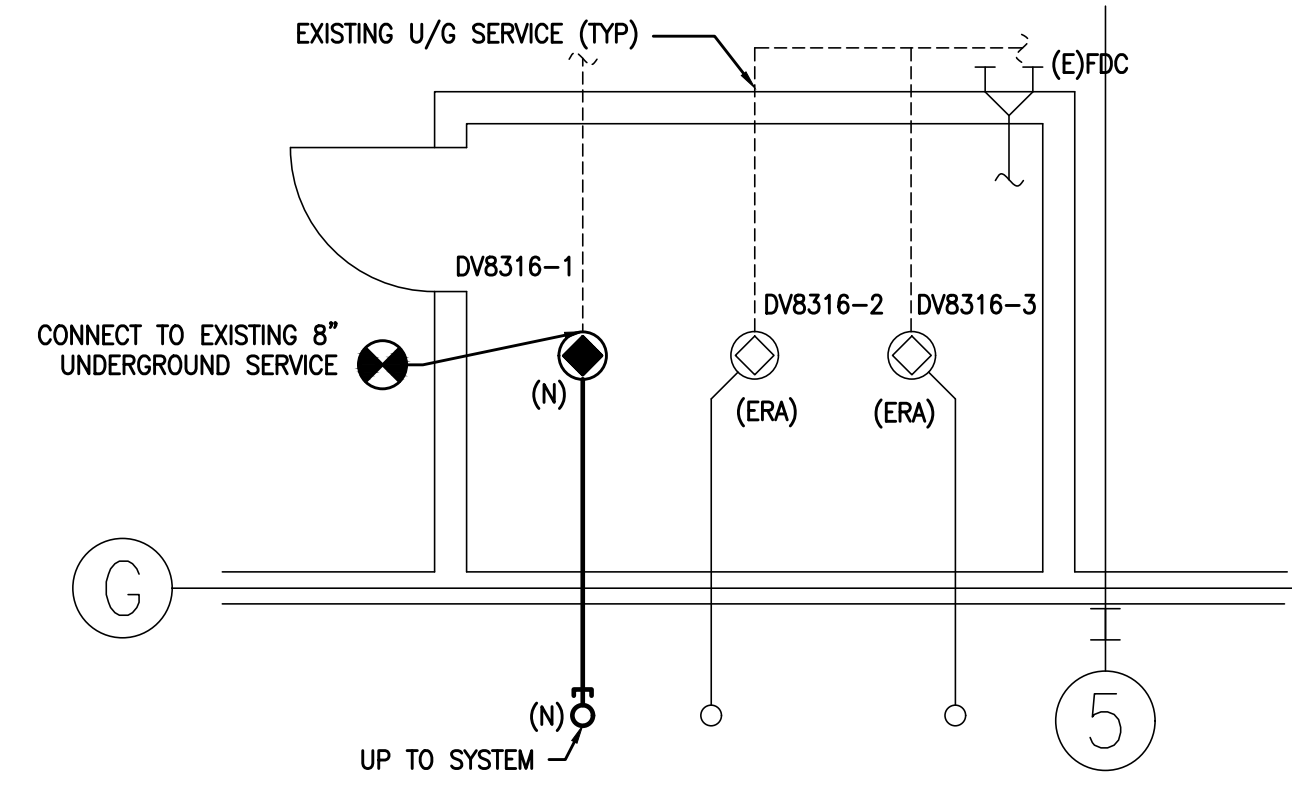 EXISTING U/G SERVICE (TYP)
(E)FDC
DV8316-1
DV8316-2
DV8316-3
CONNECT TO EXISTING 8”
UNDERGROUND SERVICE
(N)
(ERA)
(ERA)
G
(N)
5
UP TO SYSTEM